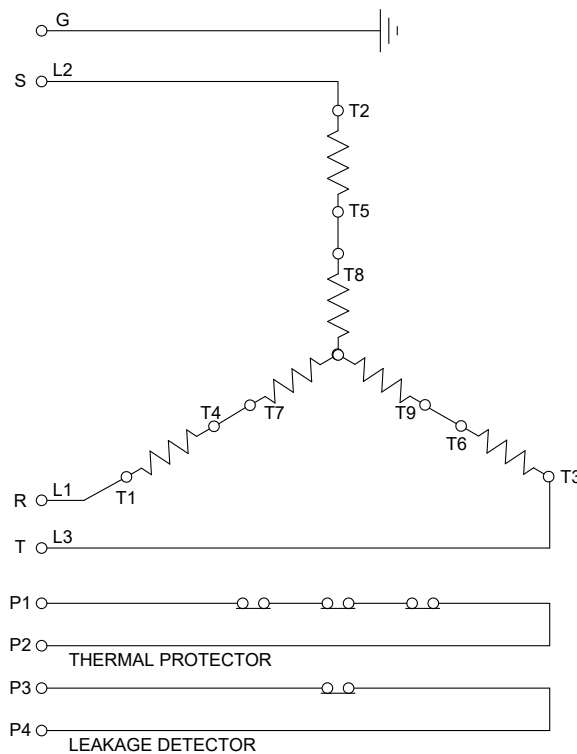 G
S L2
T2
T5
T8
T4 T7 T9 T6
T1 T3
R L1
T L3
P1
P2
THERMAL PROTECTOR
P3
P4
LEAKAGE DETECTOR